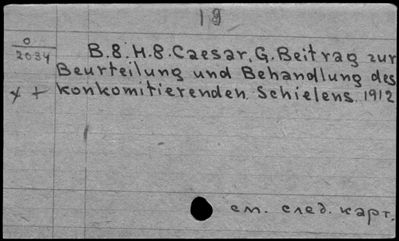 19
0
2034
B.8.H.8.Caesar, G. Beitrag zur
Beurteilung und Behandlung des
x + konkomitierenden Schielens. 1912
см. след. карт.